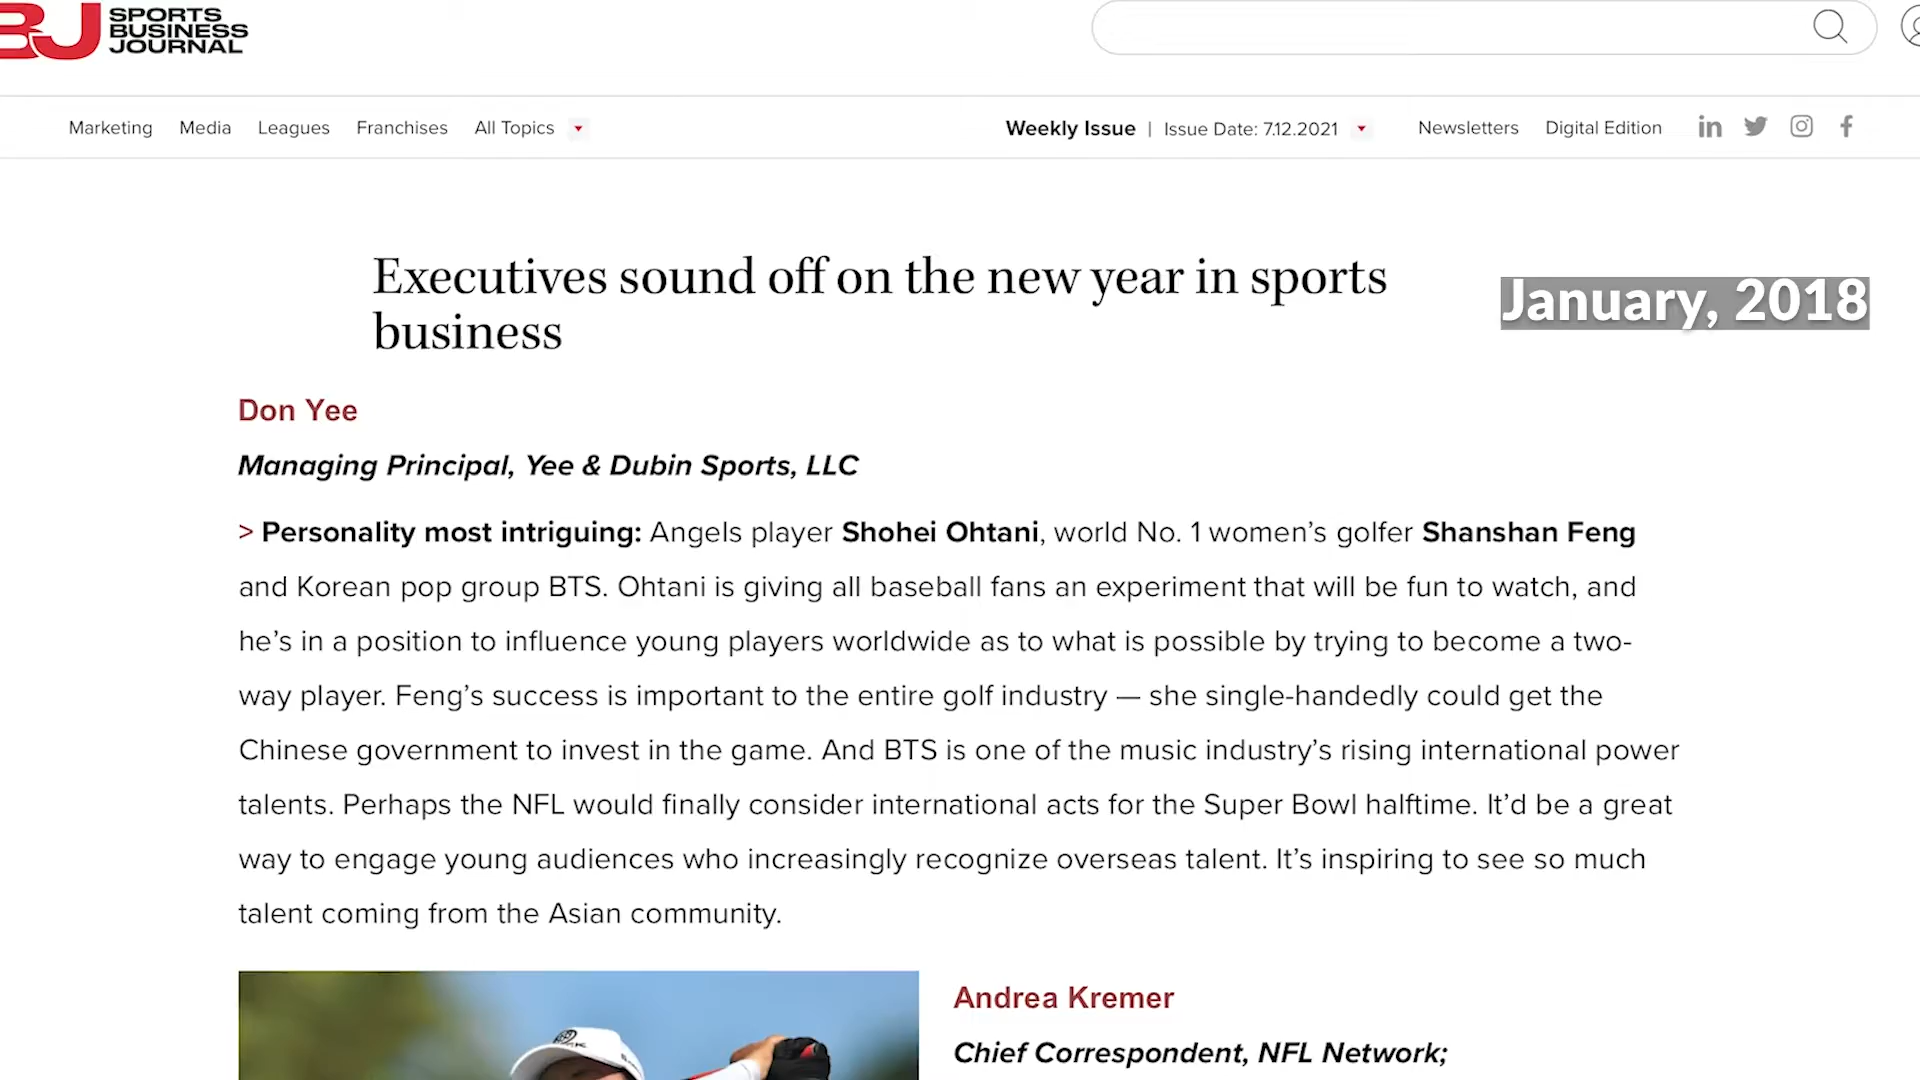 BJ SPORTS
BUSINESS
JOURNAL
Marketing Media Leagues Franchises All Topics
Weekly Issue | Issue Date: 7.12.2021 Newsletters Digital Edition
Executives sound off on the new year in sports
business
January, 2018
Don Yee
Managing Principal, Yee & Dubin Sports, LLC
> Personality most intriguing: Angels player Shohei Ohtani, world No. 1 women’s golfer Shanshan Feng
and Korean pop group BTS. Ohtani is giving all baseball fans an experiment that will be fun to watch, and
he’s in a position to influence young players worldwide as to what is possible by trying to become a two-
way player. Feng’s success is important to the entire golf industry — she single-handedly could get the
Chinese government to invest in the game. And BTS is one of the music industry’s rising international power
talents. Perhaps the NFL would finally consider international acts for the Super Bowl halftime. It’d be a great
way to engage young audiences who increasingly recognize overseas talent. It’s inspiring to see so much
talent coming from the Asian community.
Andrea Kremer
Chief Correspondent, NFL Network;